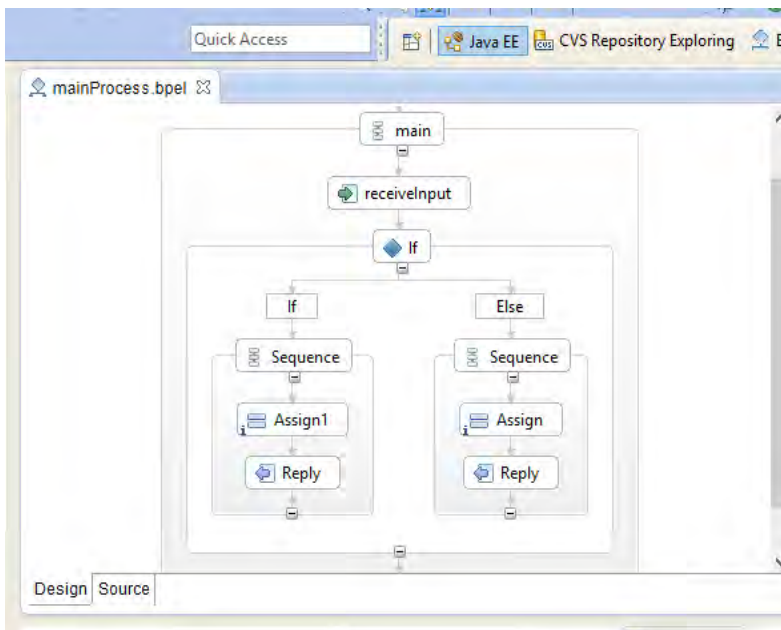 Quick Access
Java EE
CVS Repository Exploring
mainProcess.bpel
main
receiveInput
If
If
Else
Sequence
Sequence
Assign1
Assign
Reply
Reply
Design
Source